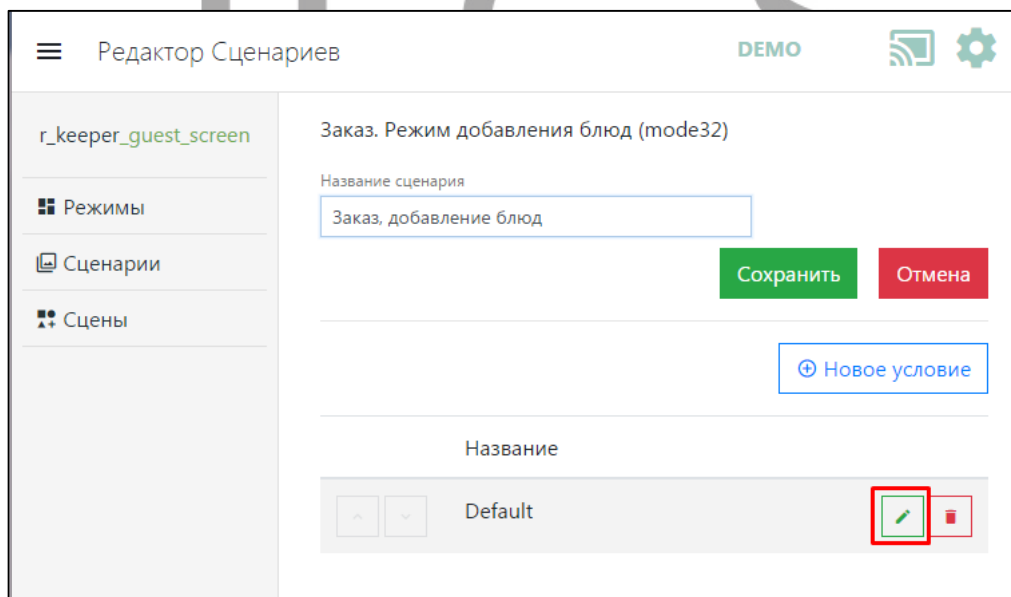 Редактор Сценариев
DEMO
r_keeper_guest_screen
Режимы
Сценарии
Сцены
Заказ. Режим добавления блюд (mode32)
Название сценария
Заказ, добавление блюд
Сохранить
Отмена
Новое условие
Название
Default